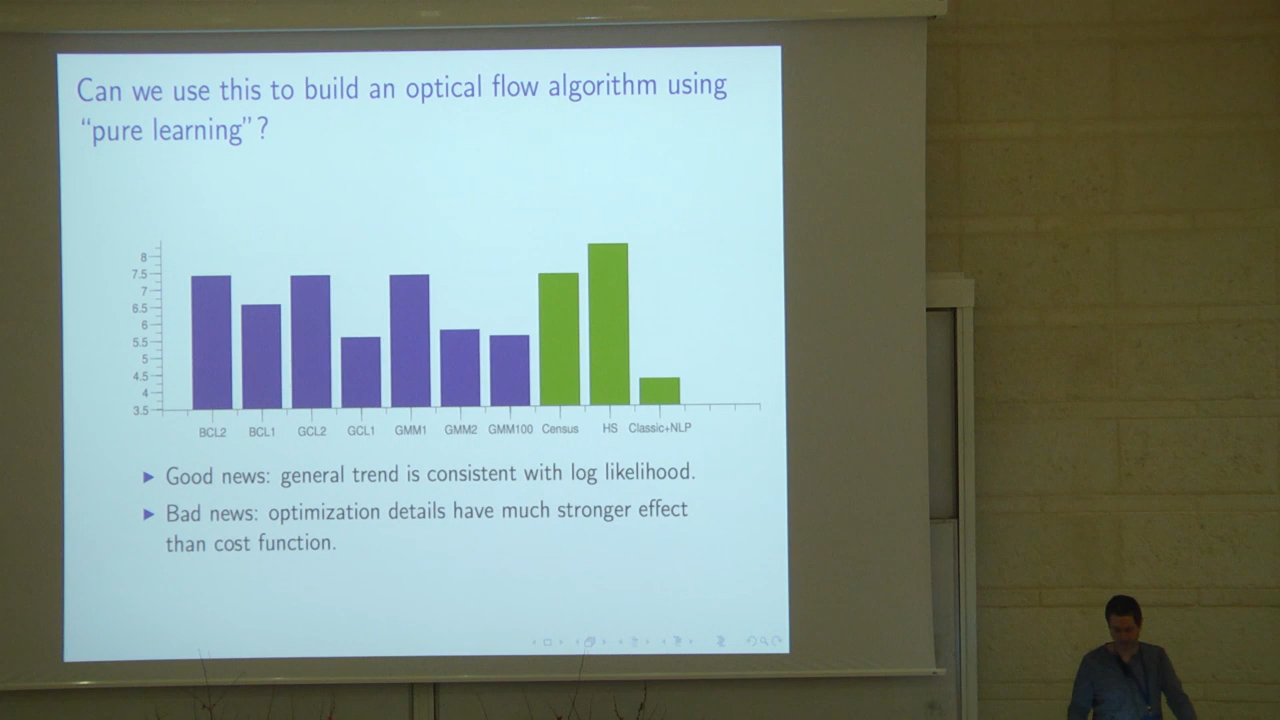 Can we use this to build an optical flow algorithm using
“pure learning”?
8
7.5
7
6.5
6
5.5
5
4.5
4
3.5
BCL2 BCL1 GCL2 GCL1 GMM1 GMM2 GMM100 Census HS Classic+NLP
Good news: general trend is consistent with log likelihood.
Bad news: optimization details have much stronger effect
than cost function.